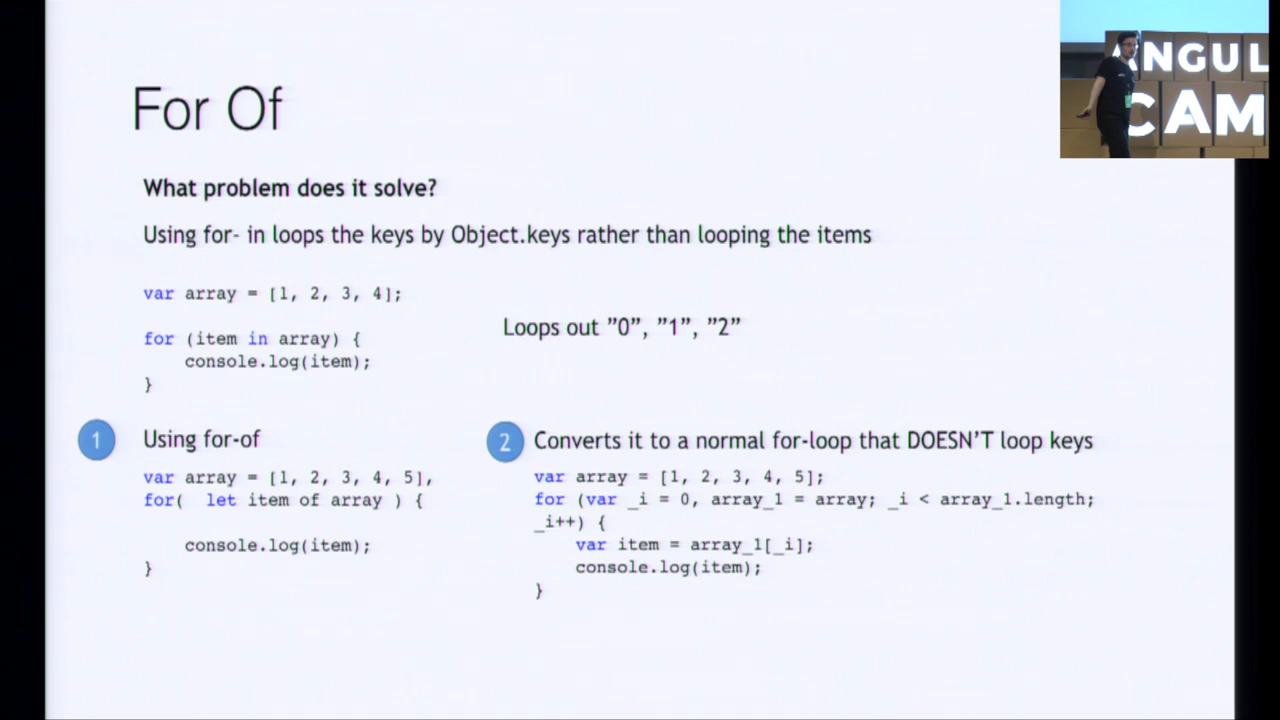 For Of
What problem does it solve?
Using for- in loops the keys by Object.keys rather than looping the items
var array = [1, 2, 3, 4];
for (item in array) {
console.log(item);
}
Loops out ”0”, ”1”, ”2”
1 Using for-of
var array = [1, 2, 3, 4, 5],
for( let item of array ) {
console.log(item);
}
2 Converts it to a normal for-loop that DOESN’T loop keys
var array = [1, 2, 3, 4, 5];
for (var _i = 0, array_1 = array; _i < array_1.length;
_i++) {
var item = array_1[_i];
console.log(item);
}
ANGUL
CAM